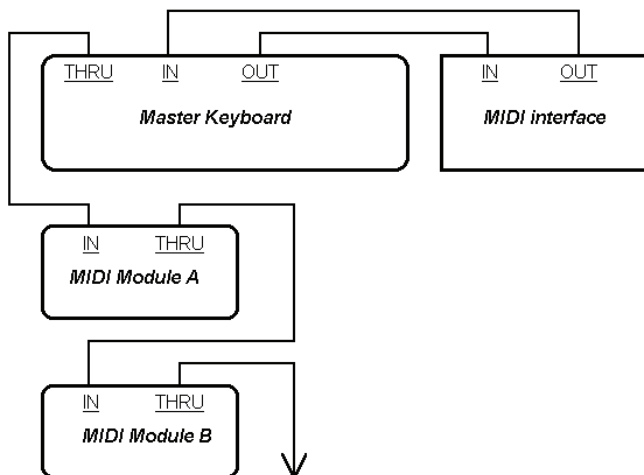 THRU IN OUT
Master Keyboard
IN OUT
MIDI interface
IN THRU
MIDI Module A
IN THRU
MIDI Module B